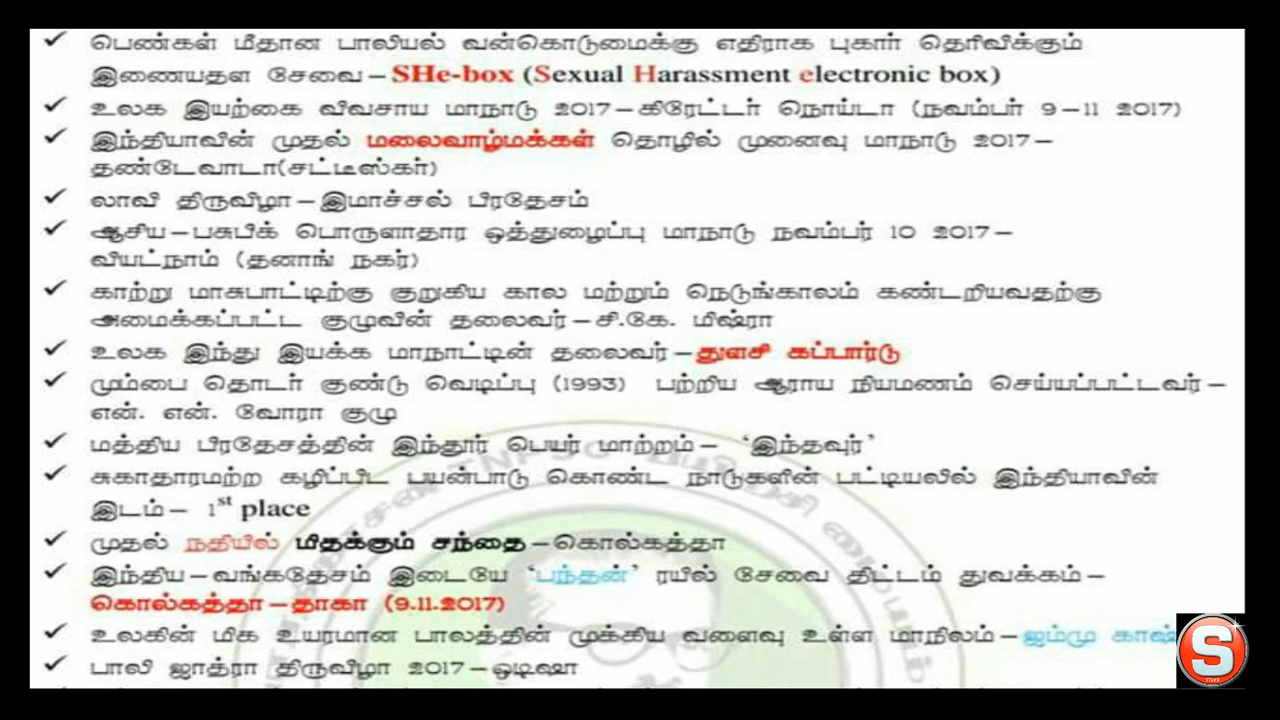 ✓ பெண்கள் மீதான பாலியல் வன்கொடுமைக்கு எதிராக புகார் தெரிவிக்கும்
இணையதள சேவை – SHe-box (Sexual Harassment electronic box)
✓ உலக இயற்கை விவசாய மாநாடு 2017 – கிரேட்டர் நொய்டா (நவம்பர் 9 – 11 2017)
✓ இந்தியாவின் முதல் மலைவாழ்மக்கள் தொழில் முனைவு மாநாடு 2017 –
தண்டேவாடா(சட்டீஸ்கர்)
✓ லாவி திருவிழா – இமாச்சல் பிரதேசம்
✓ ஆசிய – பசுபிக் பொருளாதார ஒத்துழைப்பு மாநாடு நவம்பர் 10 2017 –
வியட்நாம் (தனாங் நகர்)
✓ காற்று மாசுபாட்டிற்கு குறுகிய கால மற்றும் நெடுங்காலம் கண்டறியவதற்கு
அமைக்கப்பட்ட குழுவின் தலைவர் – சி.கே. மிஷ்ரா
✓ உலக இந்து இயக்க மாநாட்டின் தலைவர் – துளசி கப்பார்டு
✓ மும்பை தொடர் குண்டு வெடிப்பு (1993) பற்றிய ஆராய நியமணம் செய்யப்பட்டவர் –
என். என். வோரா குழு
✓ மத்திய பிரதேசத்தின் இந்தூர் பெயர் மாற்றம் – ‘இந்தவுர்’
✓ சுகாதாரமற்ற கழிப்பிட பயன்பாடு கொண்ட நாடுகளின் பட்டியலில் இந்தியாவின்
இடம் – 1st place
✓ முதல் நதியில் மிதக்கும் சந்தை – கொல்கத்தா
✓ இந்திய – வங்கதேசம் இடையே ‘பந்தன்’ ரயில் சேவை திட்டம் துவக்கம் –
கொல்கத்தா – தாகா (9.11.2017)
✓ உலகின் மிக உயரமான பாலத்தின் முக்கிய வளைவு உள்ள மாநிலம் – ஜம்மு காஷ்
✓ பாலி ஜாத்ரா திருவிழா 2017 – ஒடிஷா
S